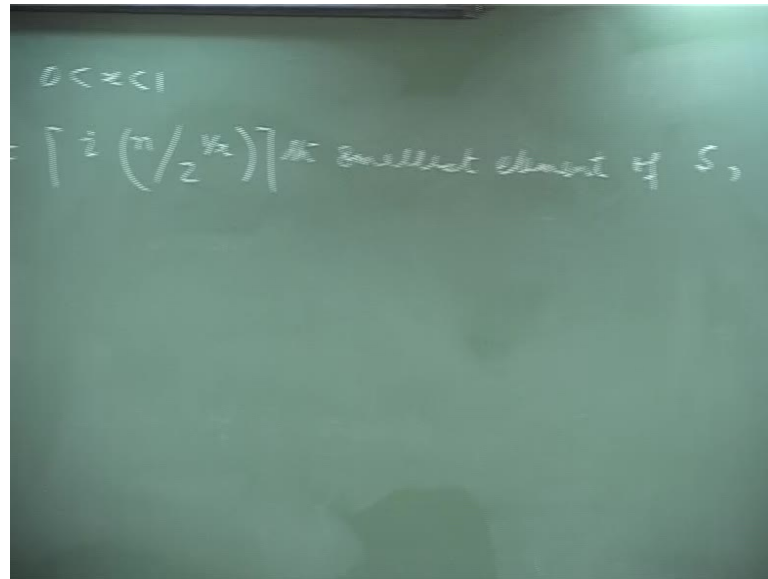 0 < x < 1
= ⌈ i (n/2^{1/x}) ⌉ th smallest element of S,